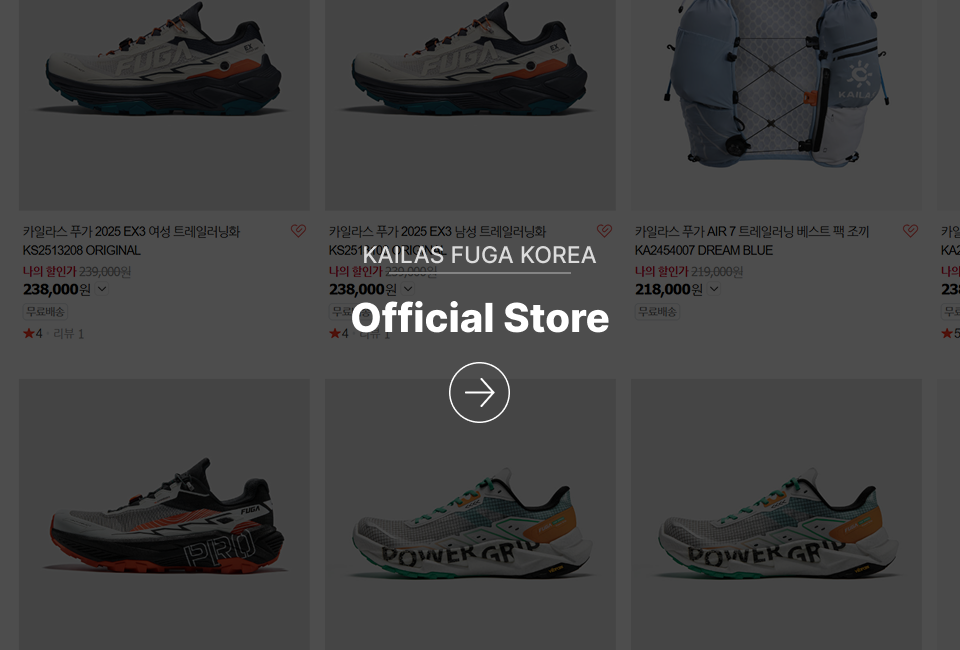 FUGA
EX
FUGA
EX
KAILAS
카일라스 푸가 2025 EX3 여성 트레일러닝화
KS2513208 ORIGINAL
나의 할인가 239,000원
238,000원
무료배송
★4 · 리뷰 1
카일라스 푸가 2025 EX3 남성 트레일러닝화
ORIGINAL
나의 할인가 239,000원
238,000원
무료배송
★4 · 리뷰 1
카일라스 푸가 AIR 7 트레일러닝 베스트 팩 조끼
KA2454007 DREAM BLUE
나의 할인가 219,000원
218,000원
무료배송
KAILAS FUGA KOREA
Official Store
FUGA
PRO
POWER GRID
POWER GRID